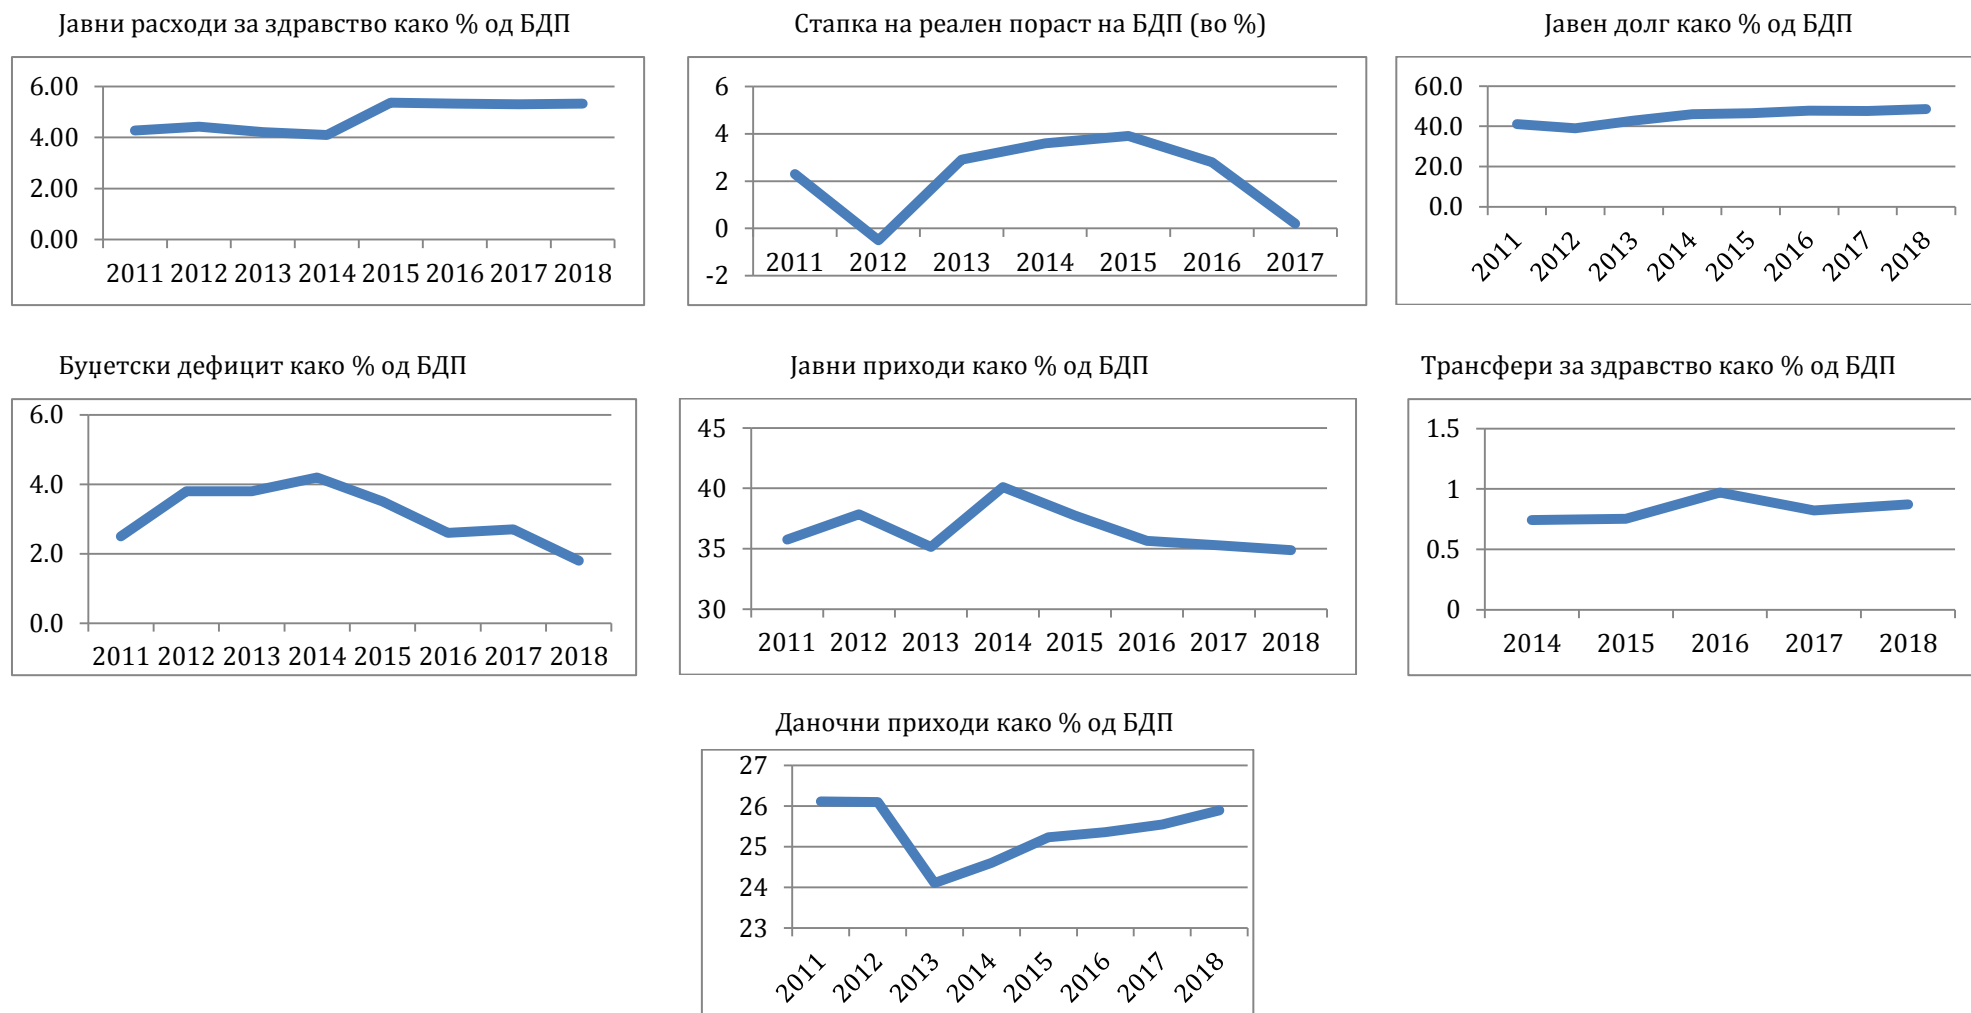 Јавни расходи за здравство како % од БДП
6.00
4.00
2.00
0.00
2011 2012 2013 2014 2015 2016 2017 2018
Стапка на реален пораст на БДП (во %)
6
4
2
0
-2
2011 2012 2013 2014 2015 2016 2017
Јавен долг како % од БДП
60.0
40.0
20.0
0.0
2011 2012 2013 2014 2015 2016 2017 2018
Буџетски дефицит како % од БДП
6.0
4.0
2.0
0.0
2011 2012 2013 2014 2015 2016 2017 2018
Јавни приходи како % од БДП
45
40
35
30
2011 2012 2013 2014 2015 2016 2017 2018
Трансфери за здравство како % од БДП
1.5
1
0.5
0
2014 2015 2016 2017 2018
Даночни приходи како % од БДП
27
26
25
24
23
2011 2012 2013 2014 2015 2016 2017 2018